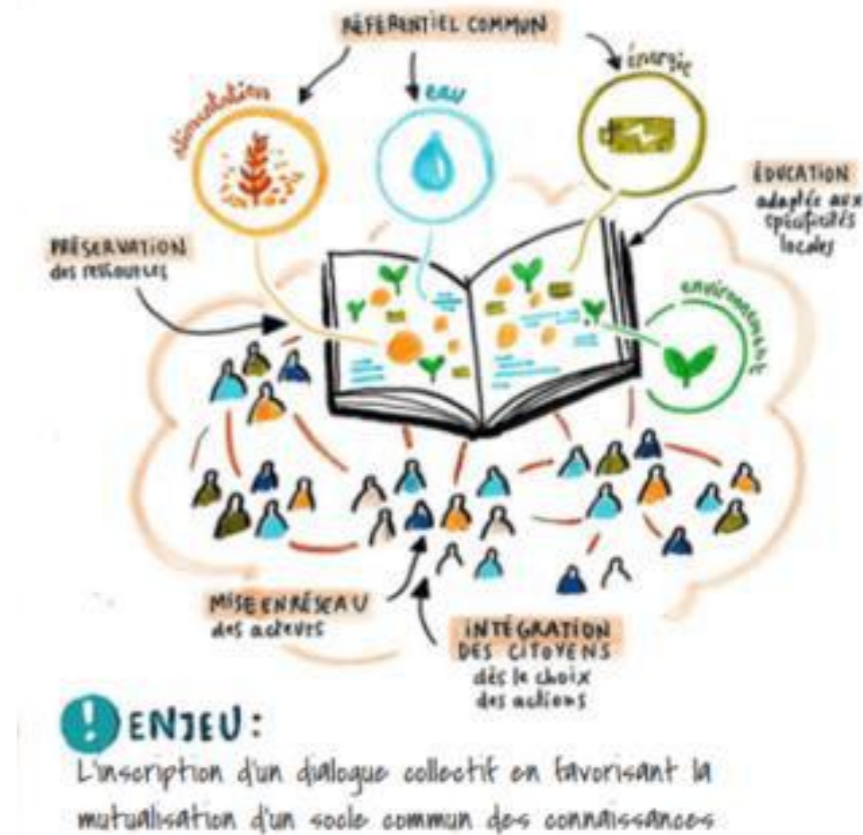 RÉFÉRENTIEL COMMUN
alimentation
eau
énergie
ÉDUCATION
adaptée aux
spécificités
locales
PRÉSERVATION
des ressources
environnement
MISE EN RÉSEAU
des acteurs
INTÉGRATION
DES CITOYENS
dès le choix
des actions
! ENJEU :
L'inscription d'un dialogue collectif en favorisant la
mutualisation d'un socle commun des connaissances